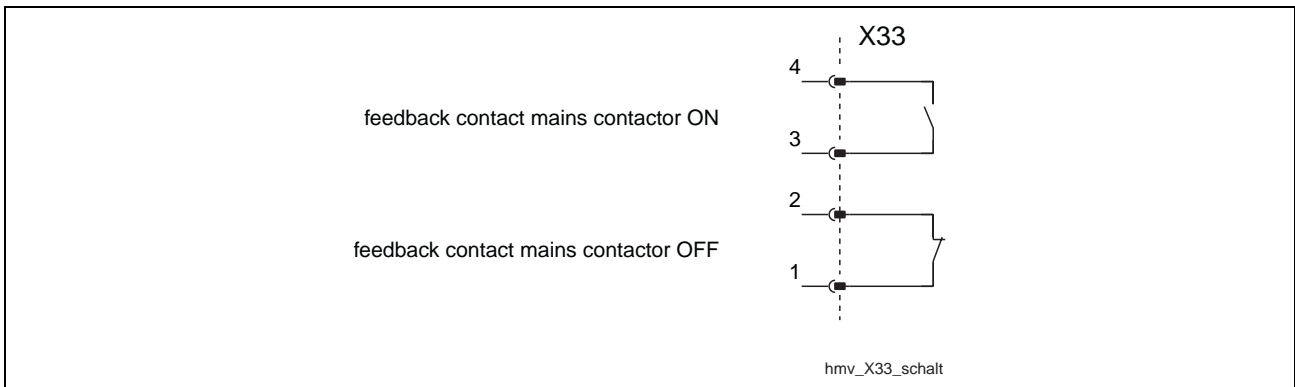 X33
4
feedback contact mains contactor ON
3
2
feedback contact mains contactor OFF
1
hmv_X33_schalt